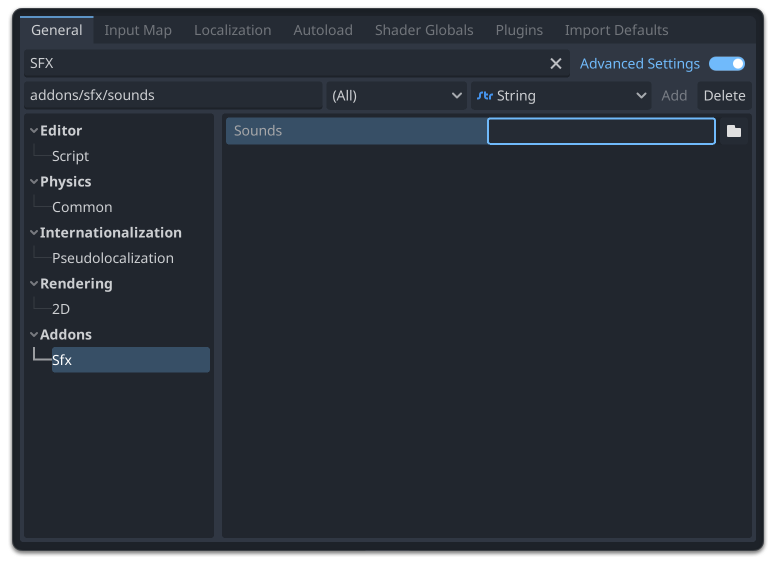 General Input Map Localization Autoload Shader Globals Plugins Import Defaults
SFX Advanced Settings
addons/sfx/sounds (All) String Add Delete
Editor
Script
Physics
Common
Internationalization
Pseudolocalization
Rendering
2D
Addons
Sfx
Sounds